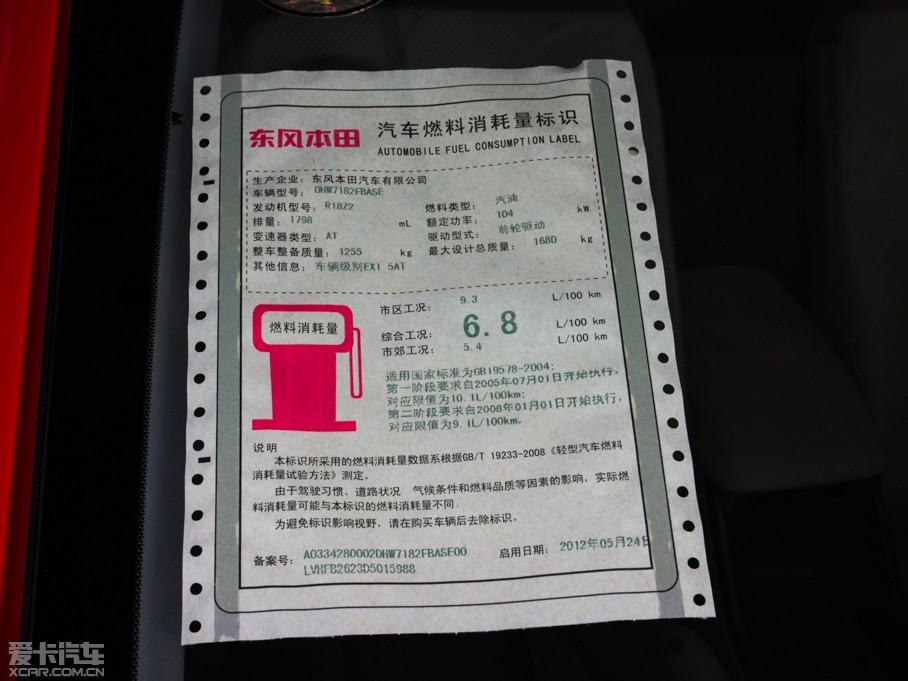 东风本田 汽车燃料消耗量标识
AUTOMOBILE FUEL CONSUMPTION LABEL
生产企业：东风本田汽车有限公司
车辆型号：DHW7182FBASE
发动机型号：R18Z2 燃料类型：汽油
排量：1798 mL 额定功率：104 kW
变速器类型：AT 驱动型式：前轮驱动
整车整备质量：1255 kg 最大设计总质量：1680 kg
其他信息：车辆级别EXI 5AT
燃料消耗量
市区工况：9.3 L/100 km
综合工况：6.8 L/100 km
市郊工况：5.4 L/100 km
适用国家标准为GB19578-2004；
第一阶段要求自2005年07月01日开始执行，
对应限值为10.1L/100km；
第二阶段要求自2008年01月01日开始执行，
对应限值为9.1L/100km。
说明
本标识所采用的燃料消耗量数据系根据GB/T 19233-2008《轻型汽车燃料
消耗量试验方法》测定。
由于驾驶习惯、道路状况 气候条件和燃料品质等因素的影响，实际燃
料消耗量可能与本标识的燃料消耗量不同.
为避免标识影响视野，请在购买车辆后去除标识。
备案号：A0334280002DHW7182FBASE00 启用日期：2012年05月24日
LVHFB2623D5015988
爱卡汽车
XCAR.COM.CN